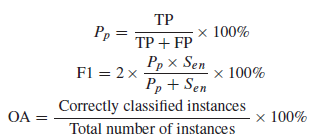 P_p = TP / (TP + FP) × 100%
F1 = 2 × (P_p × S_en) / (P_p + S_en) × 100%
OA = Correctly classified instances / Total number of instances × 100%